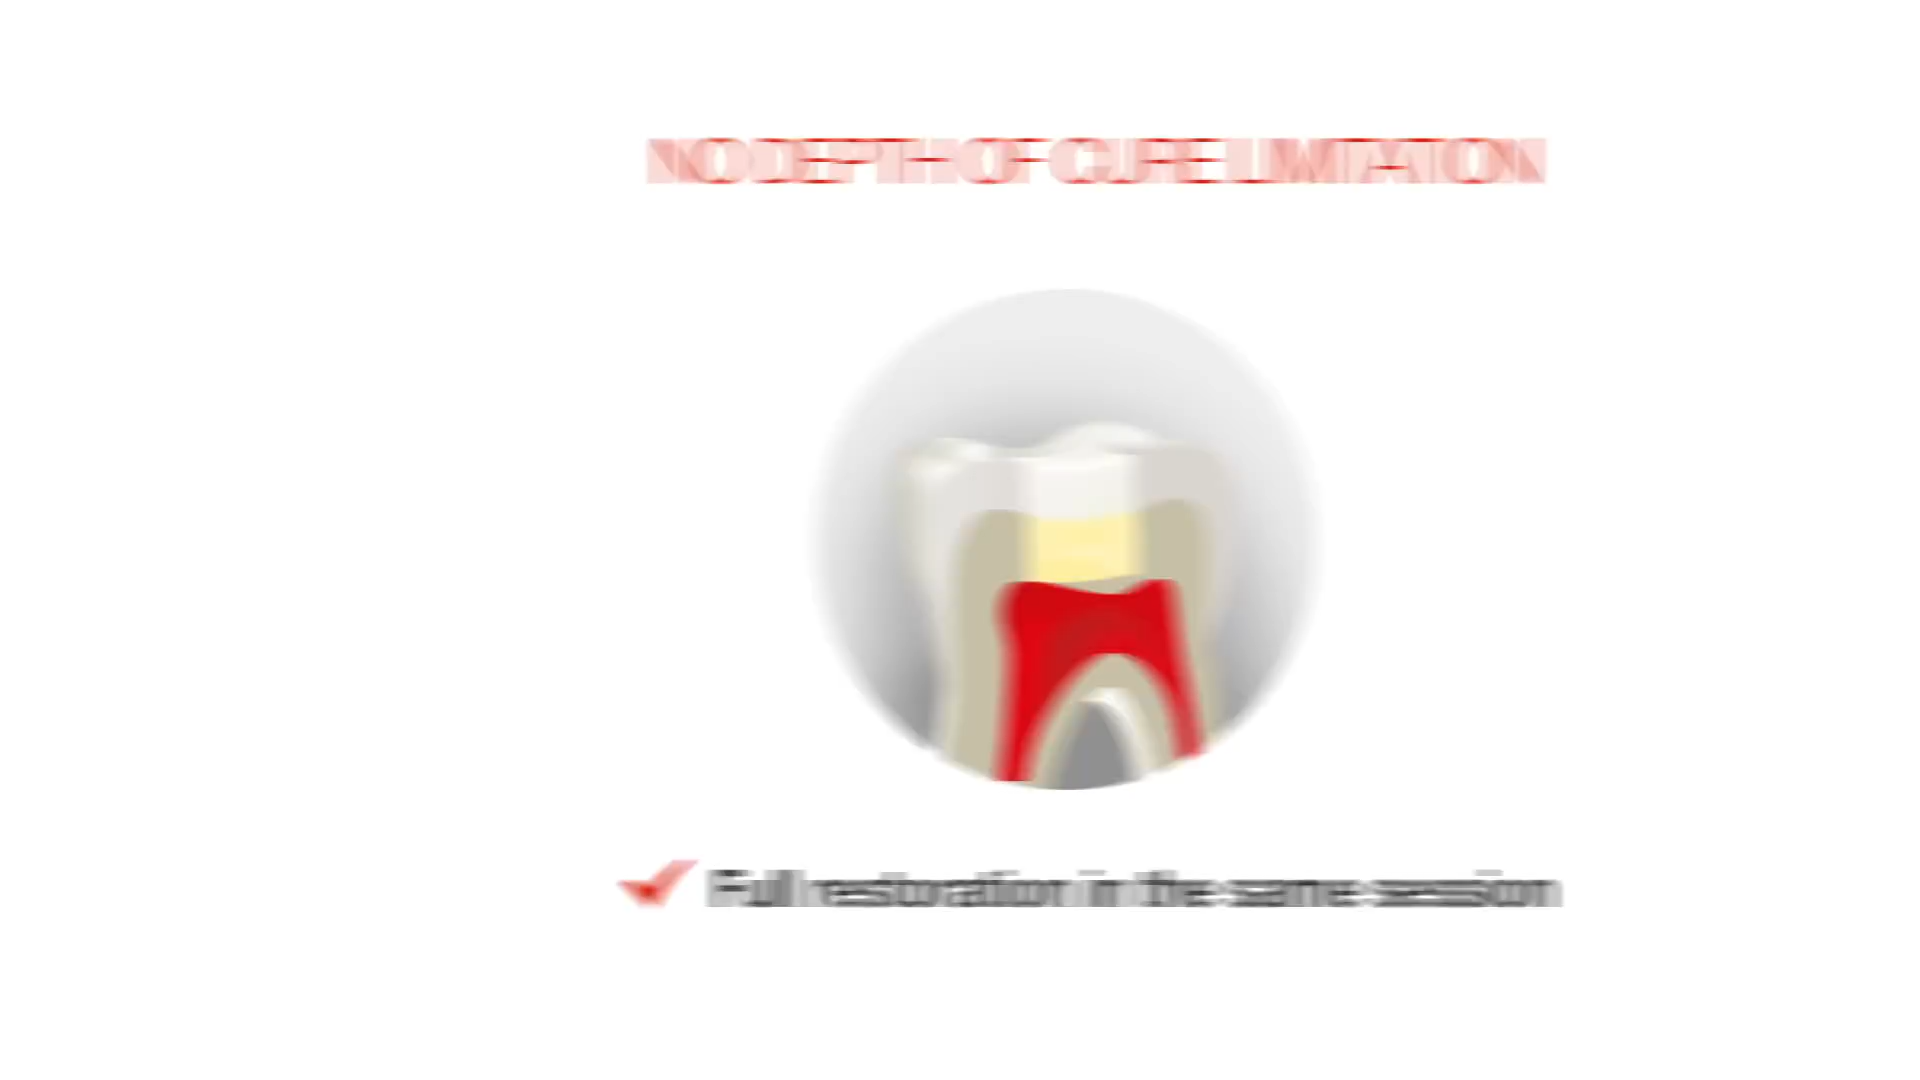 NO DEPTH OF CURE LIMITATION
Full restoration in the same session